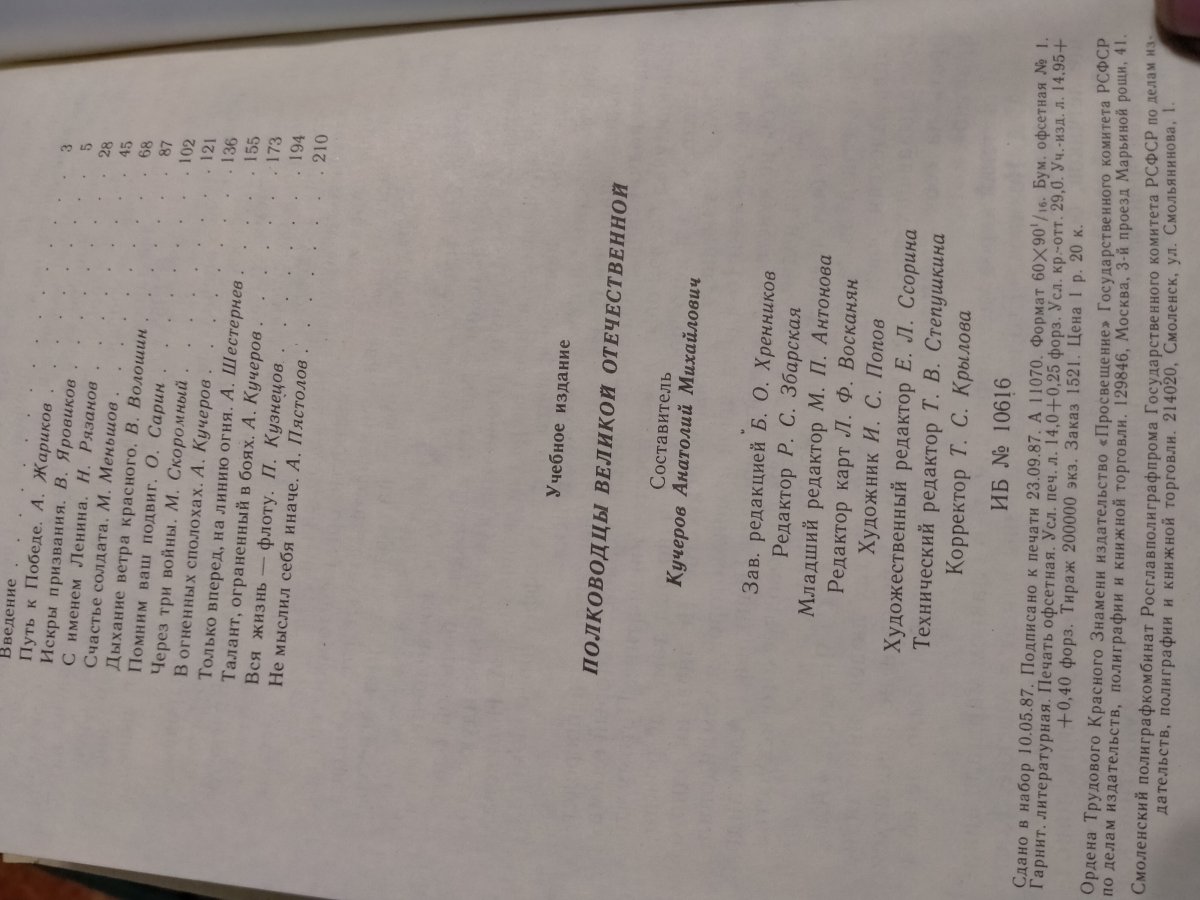 Введение . . . . . . . . . . 3
Путь к Победе. А. Жариков . . . . . . . 5
Искры призвания. В. Яровиков . . . . . . 28
С именем Ленина. Н. Рязанов . . . . . . 45
Счастье солдата. М. Меньшов . . . . . . 68
Дыхание ветра красного. В. Волошин . . . . . 87
Помним ваш подвиг. О. Сарин . . . . . . 102
Через три войны. М. Скоромный . . . . . . 121
В огненных сполохах. А. Кучеров . . . . . . 136
Только вперед, на линию огня. А. Шестернев . . . . 155
Талант, ограненный в боях. А. Кучеров . . . . . 173
Вся жизнь — флоту. П. Кузнецов . . . . . . 194
Не мыслил себя иначе. А. Пястолов . . . . . . 210
Учебное издание
ПОЛКОВОДЦЫ ВЕЛИКОЙ ОТЕЧЕСТВЕННОЙ
Составитель
Кучеров Анатолий Михайлович
Зав. редакцией Б. О. Хренников
Редактор Р. С. Збарская
Младший редактор М. П. Антонова
Редактор карт Л. Ф. Восканян
Художник И. С. Попов
Художественный редактор Е. Л. Ссорина
Технический редактор Т. В. Степушкина
Корректор Т. С. Крылова
ИБ № 10616
Сдано в набор 10.05.87. Подписано к печати 23.09.87. А 11070. Формат 60×90¹/₁₆. Бум. офсетная № 1.
Гарнит. литературная. Печать офсетная. Усл. печ. л. 14,0+0,25 форз. Усл. кр.-отт. 29,0. Уч.-изд. л. 14,95+
+0,40 форз. Тираж 200000 экз. Заказ 1521. Цена 1 р. 20 к.
Ордена Трудового Красного Знамени издательство «Просвещение» Государственного комитета РСФСР
по делам издательств, полиграфии и книжной торговли. 129846, Москва, 3-й проезд Марьиной рощи, 41.
Смоленский полиграфкомбинат Росглавполиграфпрома Государственного комитета РСФСР по делам из-
дательств, полиграфии и книжной торговли. 214020, Смоленск, ул. Смольянинова, 1.